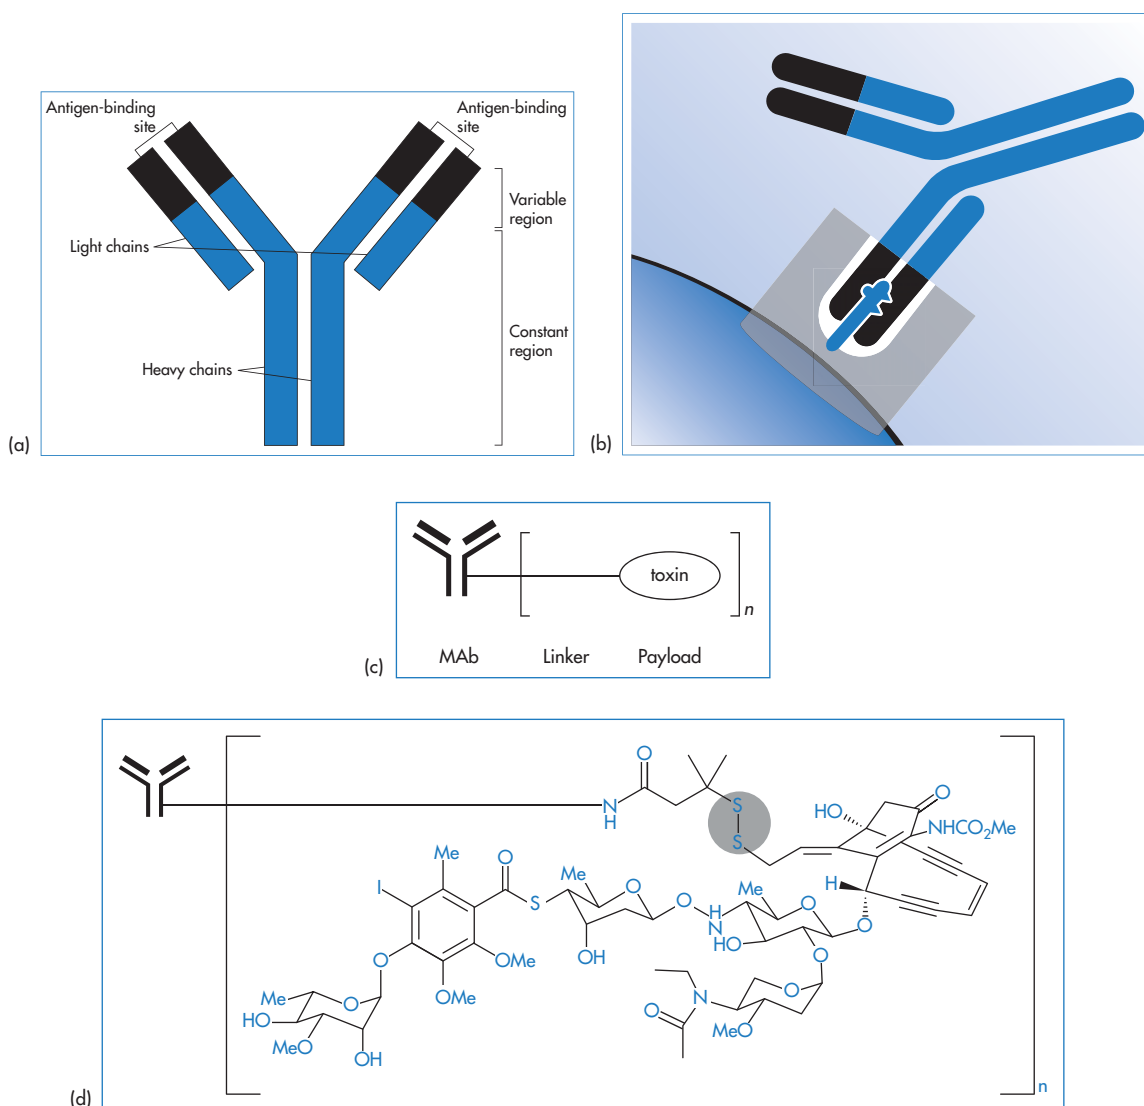 Antigen-binding
site
Antigen-binding
site
Variable
region
Light chains
Constant
region
Heavy chains
(a)
(b)
toxin
n
MAb
Linker
Payload
(c)
O
N
H
S
S
HO
O
NHCO₂Me
H
O
Me
I
O
S
Me
O
O
H
N
Me
O
HO
O
OH
O
OMe
OMe
Me
O
HO
MeO
OH
N
O
O
MeO
n
(d)